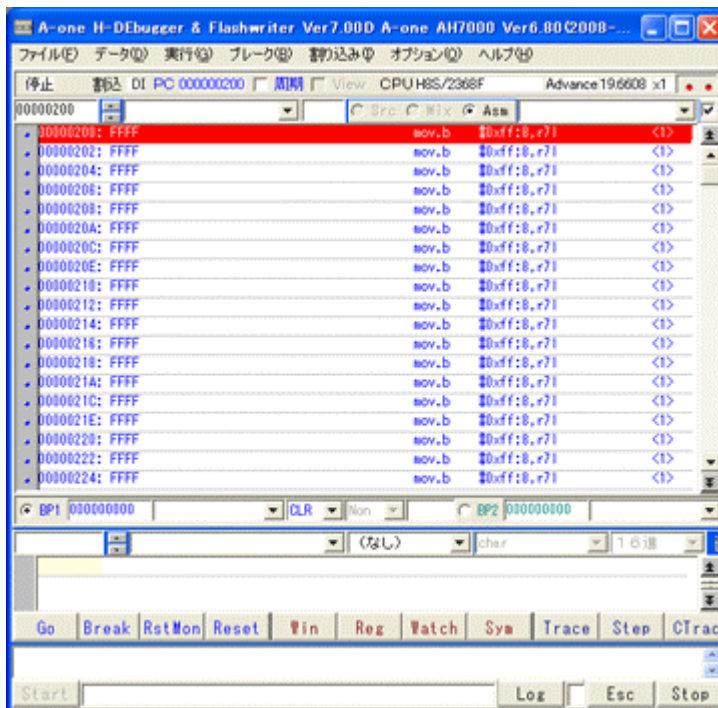 A-one H-DEbugger & Flashwriter Ver7.00D A-one AH7000 Ver6.80(2008-...
ファイル(F) データ(D) 実行(G) ブレーク(B) 割り込み(I) オプション(O) ヘルプ(H)
停止 割込 DI PC 000000200 周期 View CPU H8S/2368F Advance 19.6608 x1
00000200 Src Mix Asm
00000200: FFFF mov.b #0xff:8,r7l <1>
00000202: FFFF mov.b #0xff:8,r7l <1>
00000204: FFFF mov.b #0xff:8,r7l <1>
00000206: FFFF mov.b #0xff:8,r7l <1>
00000208: FFFF mov.b #0xff:8,r7l <1>
0000020A: FFFF mov.b #0xff:8,r7l <1>
0000020C: FFFF mov.b #0xff:8,r7l <1>
0000020E: FFFF mov.b #0xff:8,r7l <1>
00000210: FFFF mov.b #0xff:8,r7l <1>
00000212: FFFF mov.b #0xff:8,r7l <1>
00000214: FFFF mov.b #0xff:8,r7l <1>
00000216: FFFF mov.b #0xff:8,r7l <1>
00000218: FFFF mov.b #0xff:8,r7l <1>
0000021A: FFFF mov.b #0xff:8,r7l <1>
0000021C: FFFF mov.b #0xff:8,r7l <1>
0000021E: FFFF mov.b #0xff:8,r7l <1>
00000220: FFFF mov.b #0xff:8,r7l <1>
00000222: FFFF mov.b #0xff:8,r7l <1>
00000224: FFFF mov.b #0xff:8,r7l <1>
BP1 000000000 CLR Non BP2 000000000
(なし) char 16進
Go Break RstMon Reset Win Reg Watch Sym Trace Step CTrac
Start Log Esc Stop